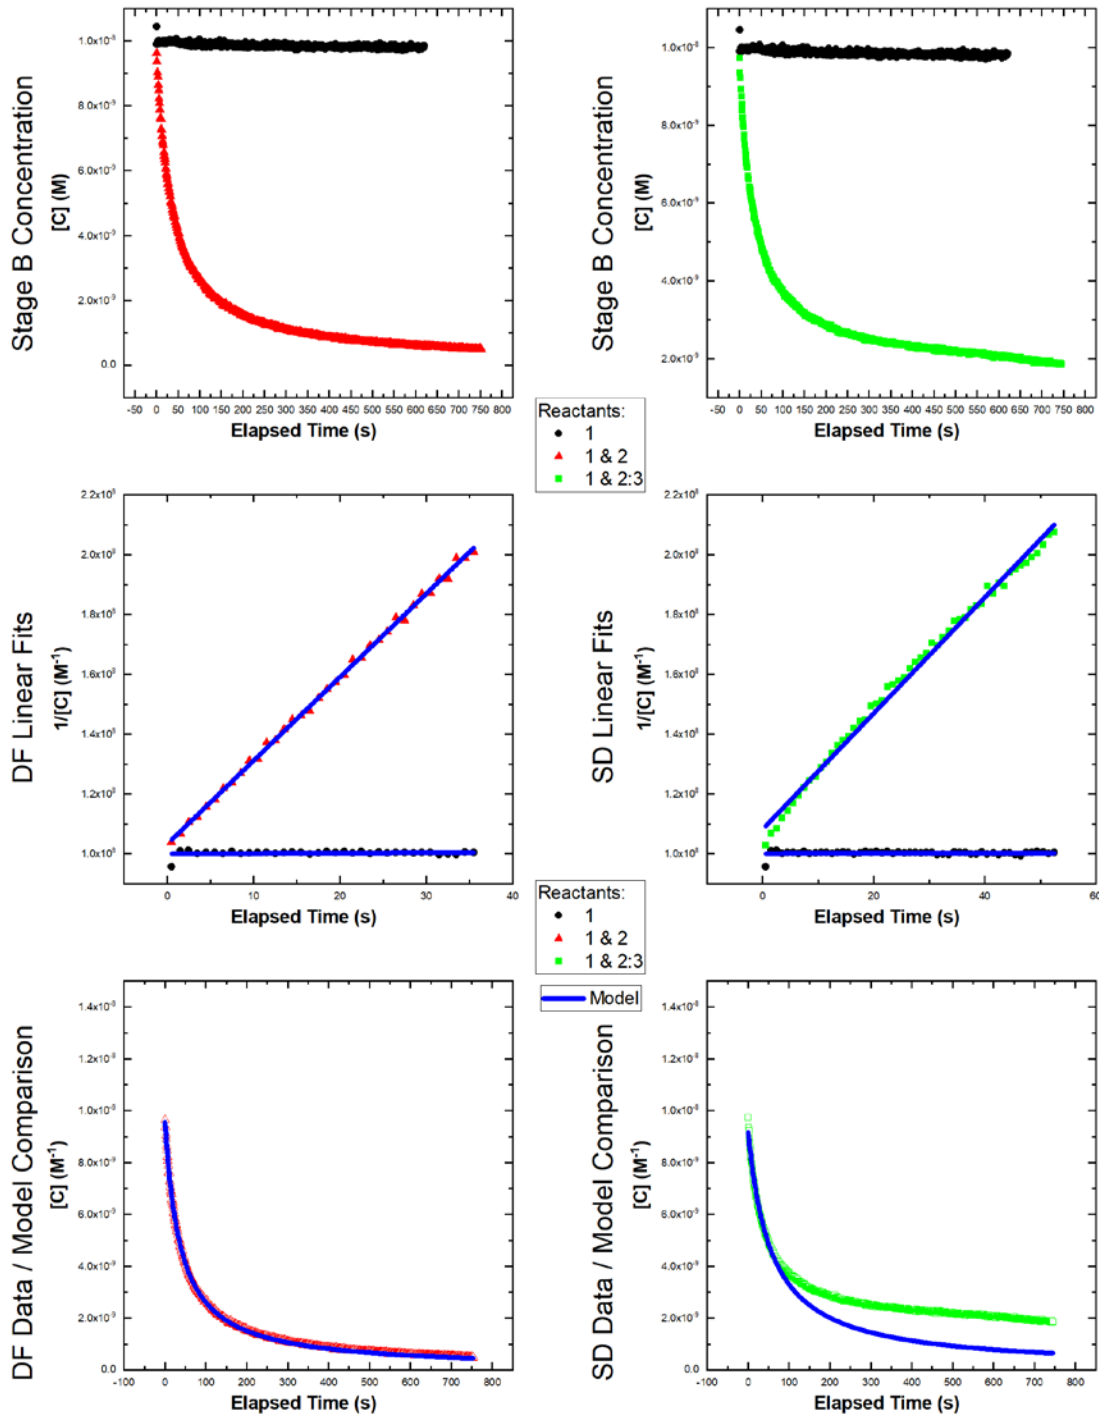 Stage B Concentration
[C] (M)
1.0x10⁻⁸
8.0x10⁻⁹
6.0x10⁻⁹
4.0x10⁻⁹
2.0x10⁻⁹
0.0
-50 0 50 100 150 200 250 300 350 400 450 500 550 600 650 700 750 800
Elapsed Time (s)
Stage B Concentration
[C] (M)
1.0x10⁻⁸
8.0x10⁻⁹
6.0x10⁻⁹
4.0x10⁻⁹
2.0x10⁻⁹
-50 0 50 100 150 200 250 300 350 400 450 500 550 600 650 700 750 800
Elapsed Time (s)
Reactants:
1
1 & 2
1 & 2:3
DF Linear Fits
1/[C] (M⁻¹)
2.2x10⁸
2.0x10⁸
1.8x10⁸
1.6x10⁸
1.4x10⁸
1.2x10⁸
1.0x10⁸
0 10 20 30 40
Elapsed Time (s)
SD Linear Fits
1/[C] (M⁻¹)
2.2x10⁸
2.0x10⁸
1.8x10⁸
1.6x10⁸
1.4x10⁸
1.2x10⁸
1.0x10⁸
0 20 40 60
Elapsed Time (s)
Reactants:
1
1 & 2
1 & 2:3
Model
DF Data / Model Comparison
[C] (M⁻¹)
1.4x10⁻⁸
1.2x10⁻⁸
1.0x10⁻⁸
8.0x10⁻⁹
6.0x10⁻⁹
4.0x10⁻⁹
2.0x10⁻⁹
0.0
-100 0 100 200 300 400 500 600 700 800
Elapsed Time (s)
SD Data / Model Comparison
[C] (M⁻¹)
1.4x10⁻⁸
1.2x10⁻⁸
1.0x10⁻⁸
8.0x10⁻⁹
6.0x10⁻⁹
4.0x10⁻⁹
2.0x10⁻⁹
0.0
-100 0 100 200 300 400 500 600 700 800
Elapsed Time (s)